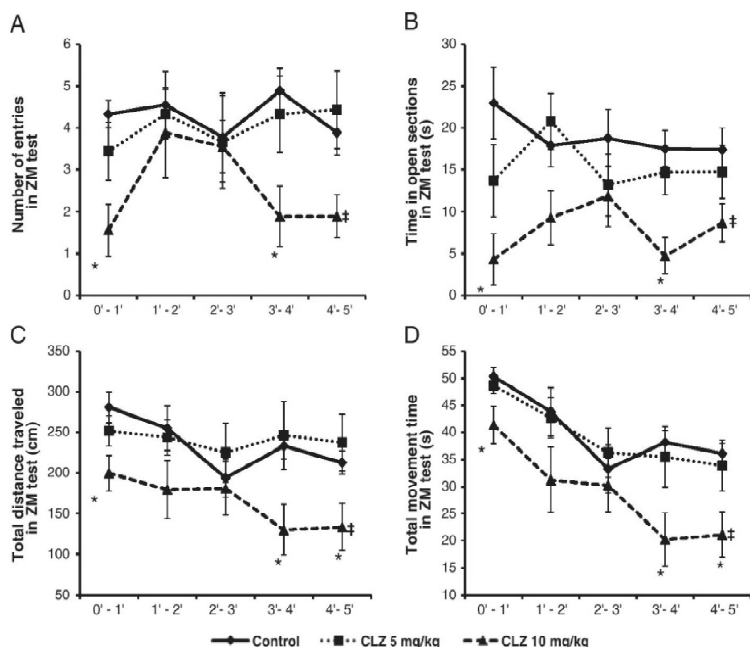 A
B
Number of entries
in ZM test
6
5
4
3
2
1
0
*
*
‡
0' - 1'
1' - 2'
2'- 3'
3'- 4'
4'- 5'
Time in open sections
in ZM test (s)
30
25
20
15
10
5
0
*
*
‡
0' - 1'
1' - 2'
2'- 3'
3'- 4'
4'- 5'
C
D
Total distance traveled
in ZM test (cm)
350
300
250
200
150
100
50
*
*
*
‡
0' - 1'
1' - 2'
2'- 3'
3'- 4'
4'- 5'
Total movement time
in ZM test (s)
55
50
45
40
35
30
25
20
15
10
*
*
*
‡
0' - 1'
1' - 2'
2'- 3'
3'- 4'
4'- 5'
Control CLZ 5 mg/kg CLZ 10 mg/kg